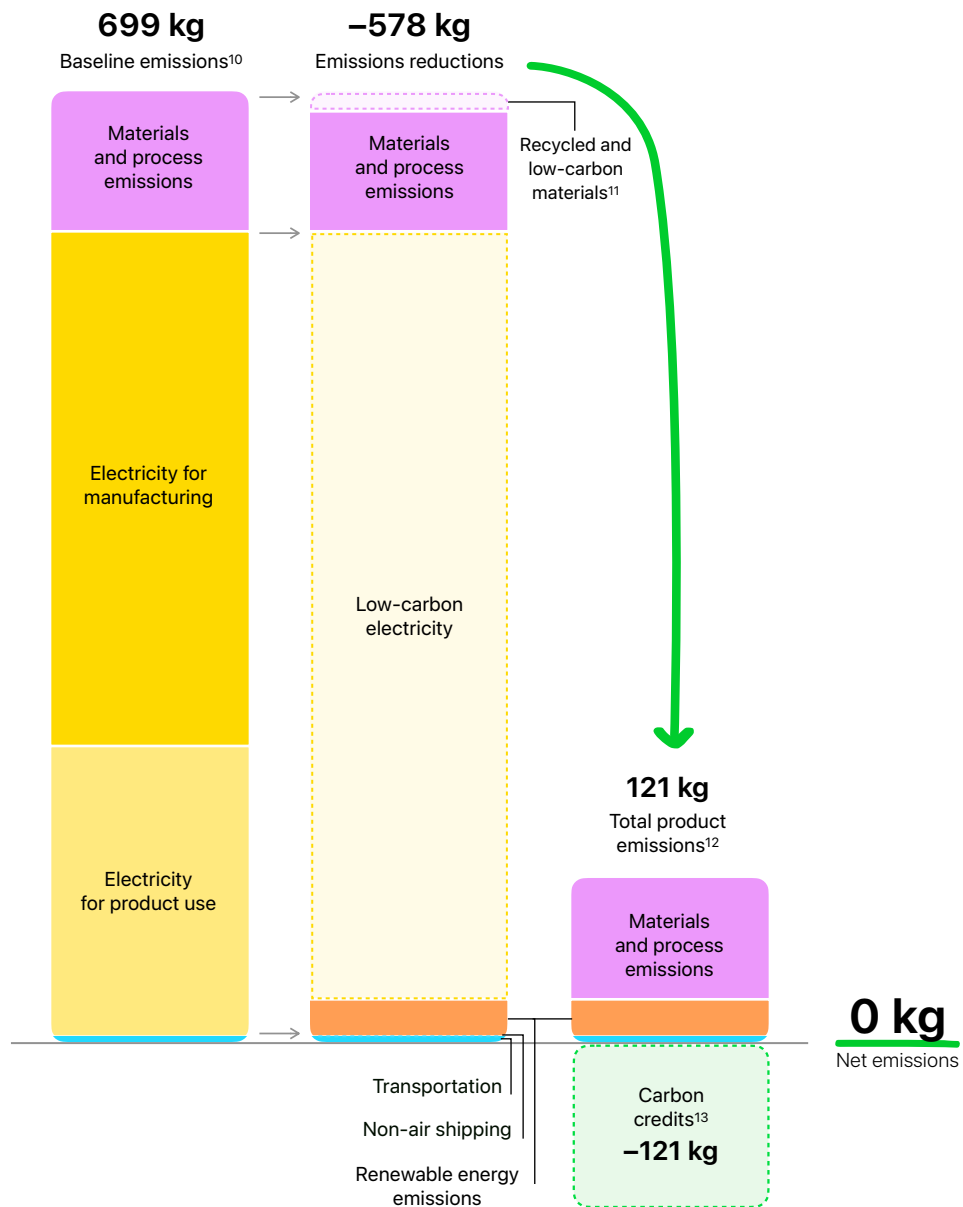 699 kg
Baseline emissions¹⁰
Materials
and process
emissions
Electricity for
manufacturing
Electricity
for product use
–578 kg
Emissions reductions
Recycled and
low-carbon
materials¹¹
Materials
and process
emissions
Low-carbon
electricity
Transportation
Non-air shipping
Renewable energy
emissions
121 kg
Total product
emissions¹²
Materials
and process
emissions
Carbon
credits¹³
–121 kg
0 kg
Net emissions